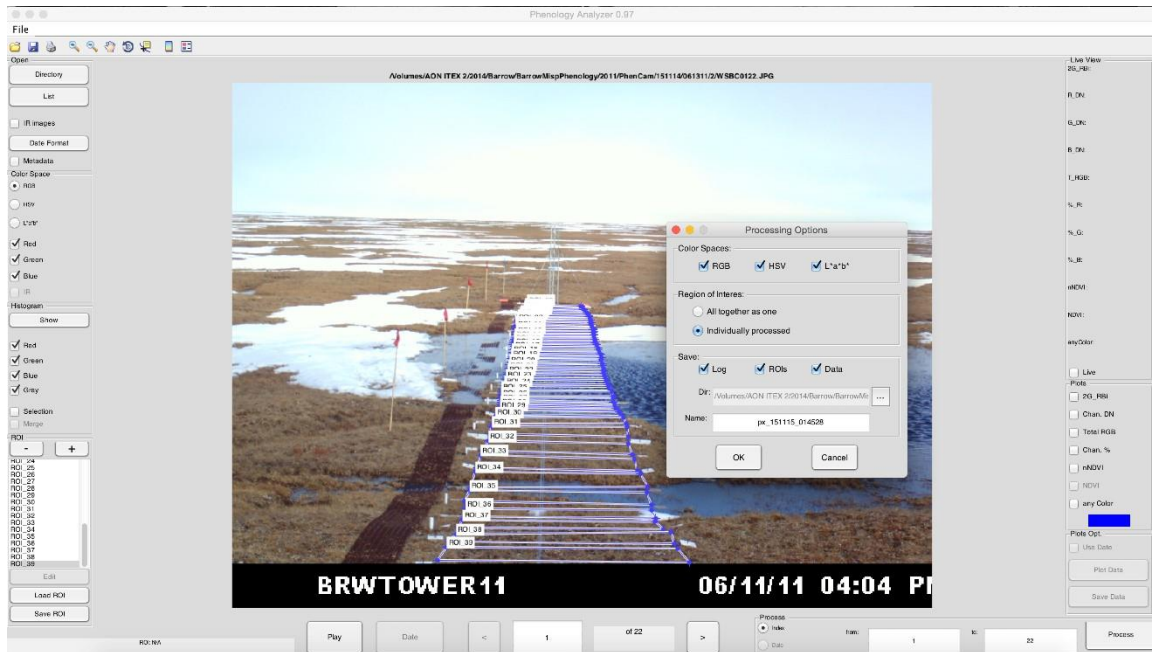 Phenology Analyzer 0.97
File
Open
Directory
List
IR images
Date Format
Metadata
Color Space
RGB
HSV
L*a*b*
Red
Green
Blue
IR
Histogram
Show
Red
Green
Blue
Gray
Selection
Merge
ROI
- +
ROI_24
ROI_25
ROI_26
ROI_27
ROI_28
ROI_29
ROI_30
ROI_31
ROI_32
ROI_33
ROI_34
ROI_35
ROI_36
ROI_37
ROI_38
ROI_39
Edit
Load ROI
Save ROI
ROI: N/A
/Volumes/AON ITEX 2/2014/Barrow/BarrowMispPhenology/2011/PhenCam/151114/061311/2/WSBC0122.JPG
ROI_29
ROI_30
ROI_31
ROI_32
ROI_33
ROI_34
ROI_35
ROI_36
ROI_37
ROI_38
ROI_39
BRWTOWER11 06/11/11 04:04 PM
Processing Options
Color Spaces:
RGB HSV L*a*b*
Region of Interes:
All together as one
Individually processed
Save:
Log ROIs Data
Dir: /Volumes/AON ITEX 2/2014/Barrow/BarrowMis ...
Name: px_151115_014528
OK Cancel
Play Date < 1 of 22 >
Process
Index from: 1 to: 22 Process
Date
Live View
2G_RBI:
R_DN:
G_DN:
B_DN:
T_RGB:
%_R:
%_G:
%_B:
nNDVI:
NDVI:
anyColor:
Live
Plots
2G_RBI
Chan. DN
Total RGB
Chan. %
nNDVI
NDVI
any Color
Plots Opt.
Use Date
Plot Data
Save Data